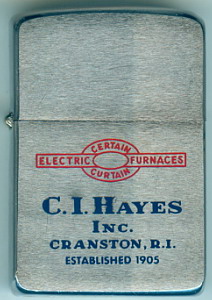 CERTAIN
ELECTRIC FURNACES
CURTAIN
C.I. HAYES
INC.
CRANSTON, R.I.
ESTABLISHED 1905